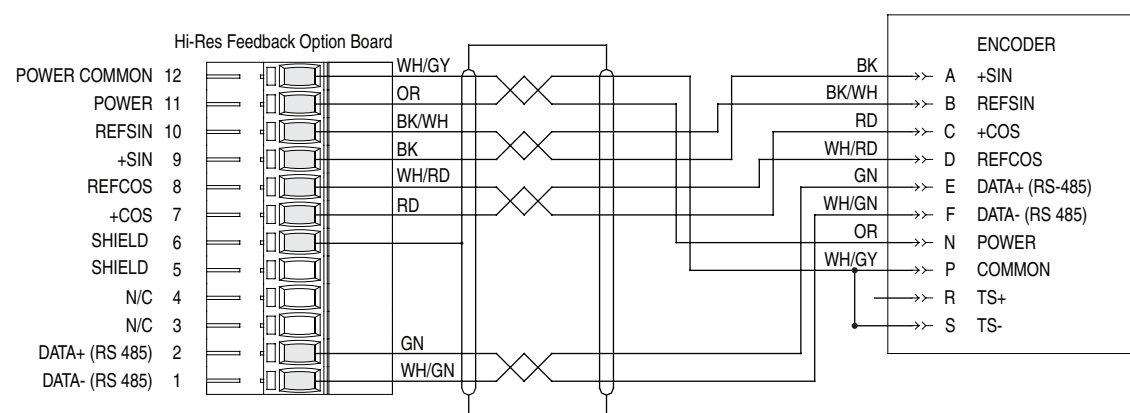 Hi-Res Feedback Option Board
POWER COMMON 12
POWER 11
REFSIN 10
+SIN 9
REFCOS 8
+COS 7
SHIELD 6
SHIELD 5
N/C 4
N/C 3
DATA+ (RS 485) 2
DATA- (RS 485) 1
WH/GY
OR
BK/WH
BK
WH/RD
RD
GN
WH/GN
BK
BK/WH
RD
WH/RD
GN
WH/GN
OR
WH/GY
ENCODER
A +SIN
B REFSIN
C +COS
D REFCOS
E DATA+ (RS-485)
F DATA- (RS 485)
N POWER
P COMMON
R TS+
S TS-